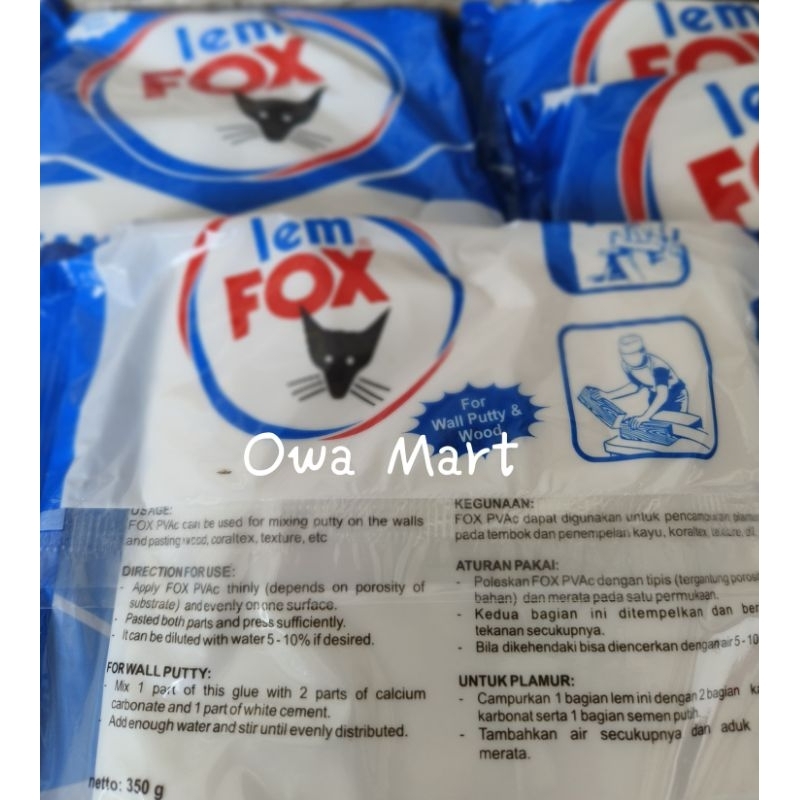 lem
FOX
lem
FOX®
For
Wall Putty &
Wood
Owa Mart
USAGE:
FOX PVAc can be used for mixing putty on the walls
and pasting wood, coraltex, texture, etc
DIRECTION FOR USE:
- Apply FOX PVAc thinly (depends on porosity of
substrate) and evenly on one surface.
- Pasted both parts and press sufficiently.
- It can be diluted with water 5 - 10% if desired.
FOR WALL PUTTY:
- Mix 1 part of this glue with 2 parts of calcium
carbonate and 1 part of white cement.
- Add enough water and stir until evenly distributed.
netto: 350 g
KEGUNAAN:
FOX PVAc dapat digunakan untuk pencampuran
pada tembok dan penempelan kayu, koraltex,
ATURAN PAKAI:
- Poleskan FOX PVAc dengan tipis (tergantung
bahan) dan merata pada satu permukaan.
- Kedua bagian ini ditempelkan dan
tekanan secukupnya.
- Bila dikehendaki bisa diencerkan dengan air 5 - 10
UNTUK PLAMUR:
- Campurkan 1 bagian lem ini dengan 2 bagian
karbonat serta 1 bagian semen putih.
- Tambahkan air secukupnya dan aduk
merata.